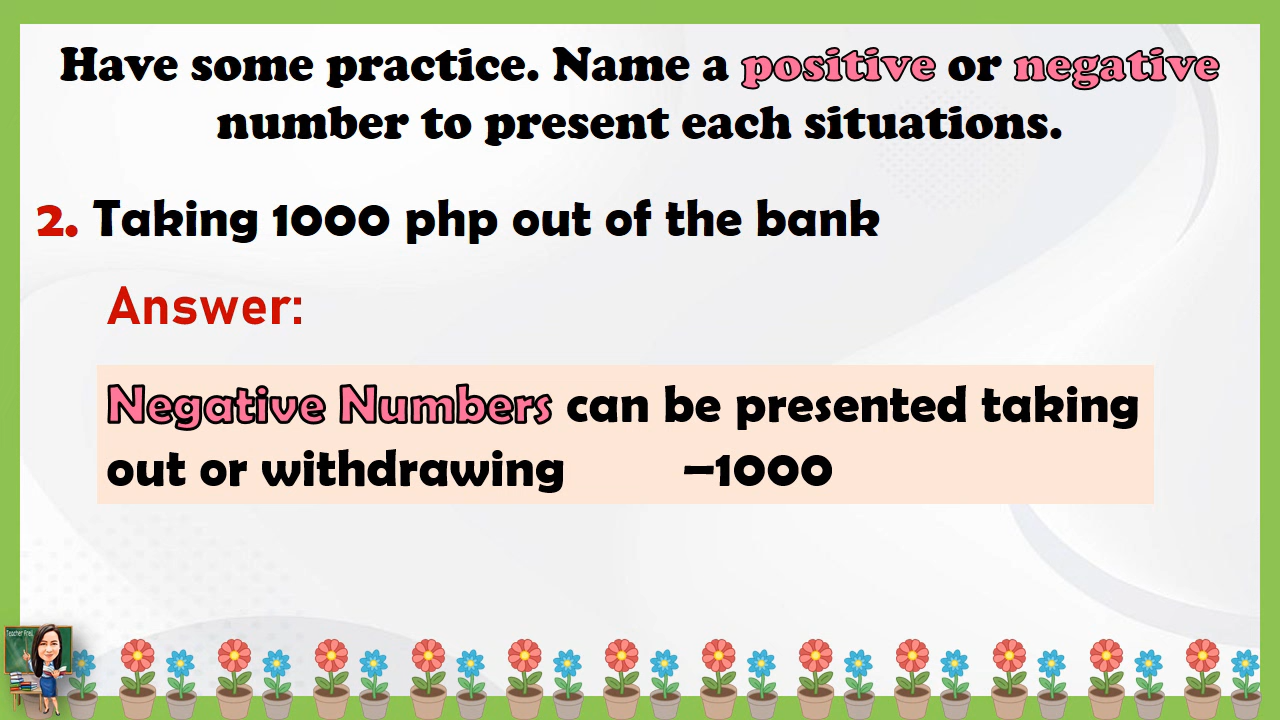 Have some practice. Name a positive or negative
number to present each situations.
2. Taking 1000 php out of the bank
Answer:
Negative Numbers can be presented taking
out or withdrawing –1000